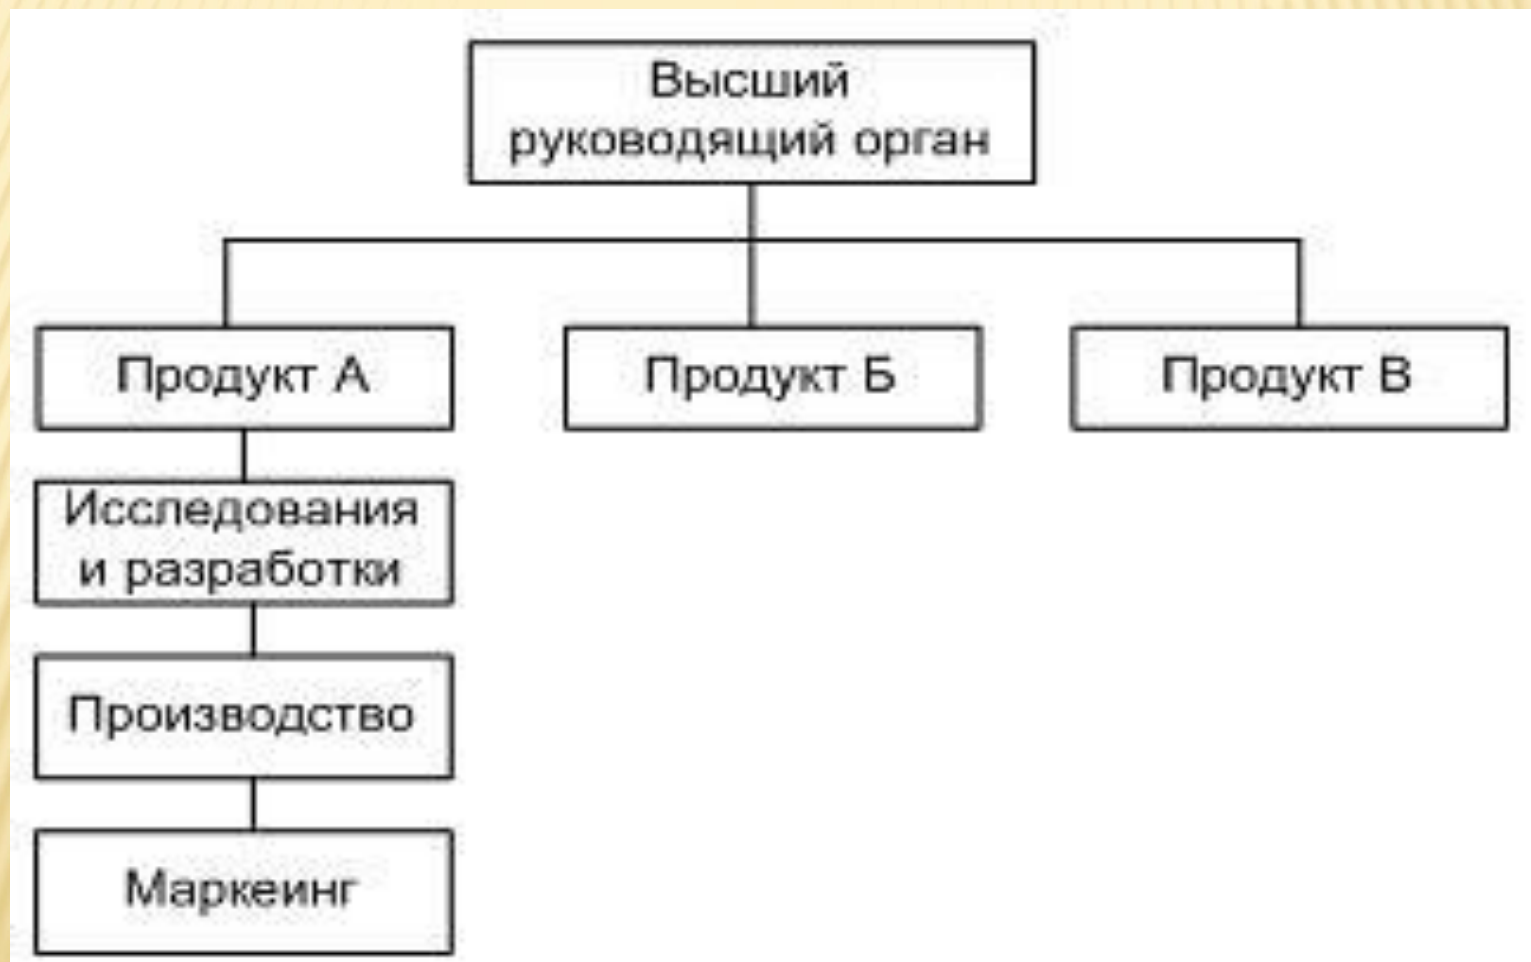 Высший
руководящий орган
Продукт А
Продукт Б
Продукт В
Исследования
и разработки
Производство
Маркеинг